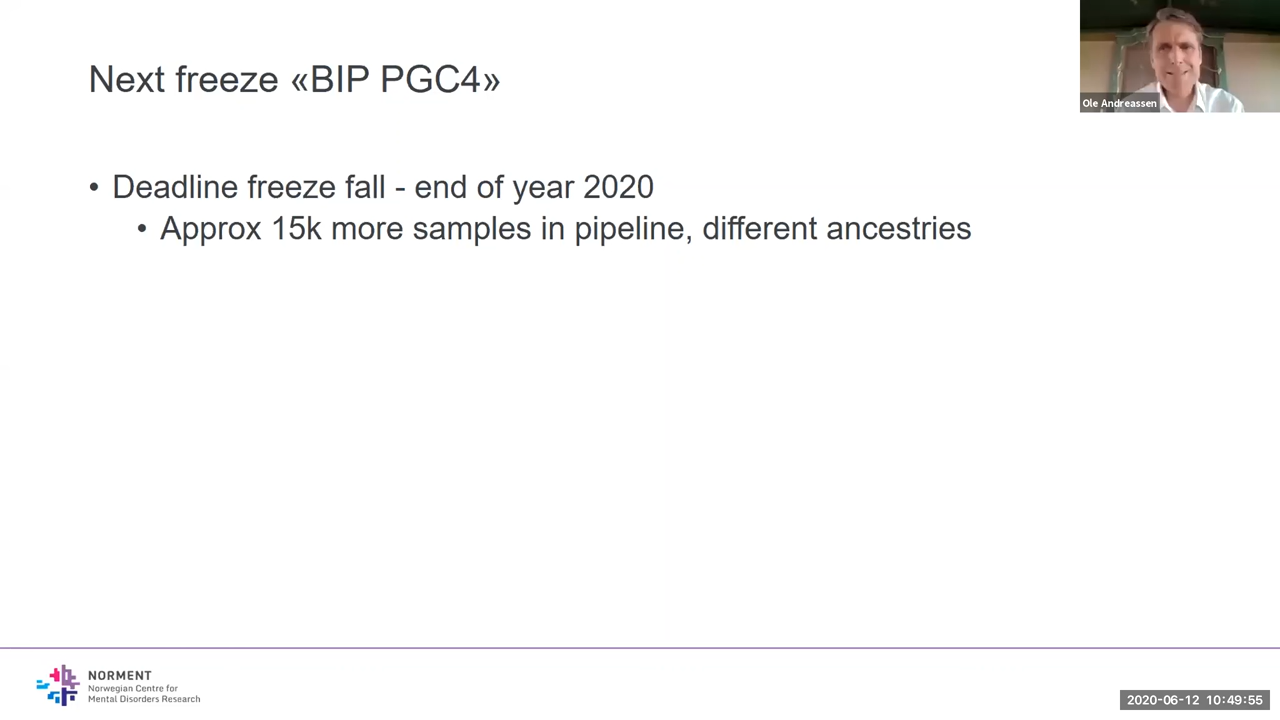 Next freeze «BIP PGC4»
Ole Andreassen
• Deadline freeze fall - end of year 2020
• Approx 15k more samples in pipeline, different ancestries
NORMENT
Norwegian Centre for
Mental Disorders Research
2020-06-12 10:49:55